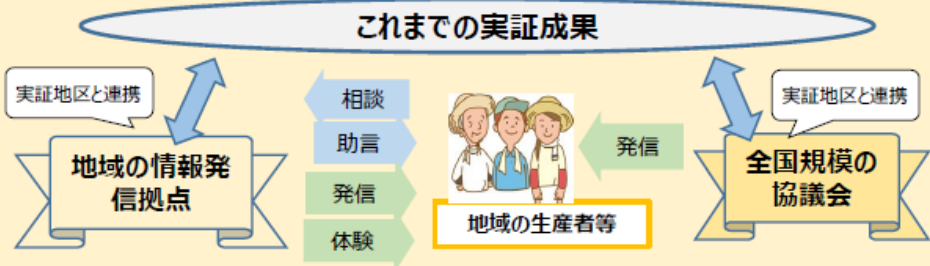 これまでの実証成果
実証地区と連携
相談
実証地区と連携
助言
発信
地域の情報発
信拠点
全国規模の
協議会
発信
地域の生産者等
体験